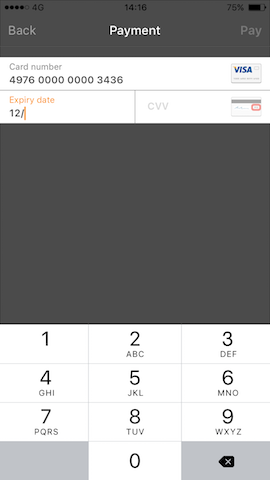 4G 14:16 75%
Back Payment Pay
Card number
4976 0000 0000 3436
VISA
Expiry date
12/
CVV
1 2 3
ABC DEF
4 5 6
GHI JKL MNO
7 8 9
PQRS TUV WXYZ
0